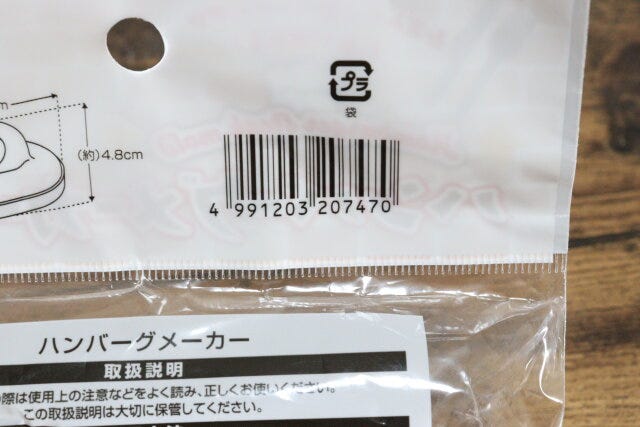 プラ
袋
(約)4.8cm
4 991203 207470
ハンバーグメーカー
取扱説明
際は使用上の注意などをよく読み、正しくお使いください。
この取扱説明は大切に保管してください。